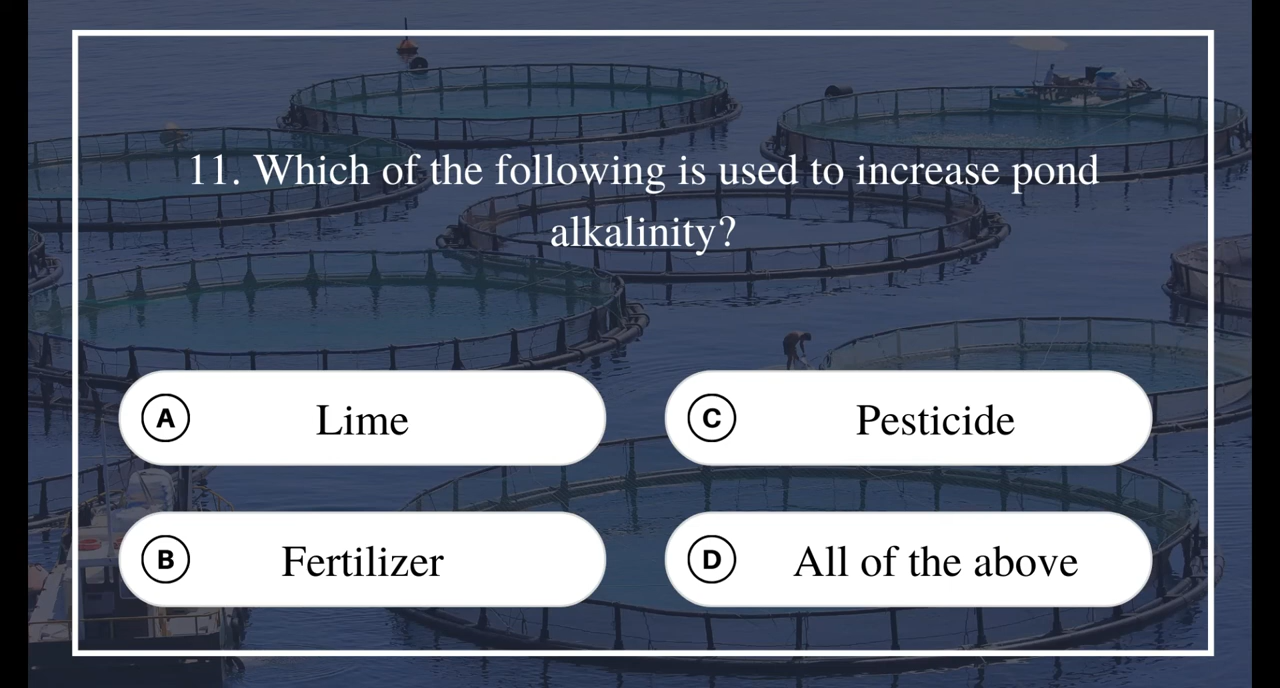 11. Which of the following is used to increase pond
alkalinity?
A Lime
B Fertilizer
C Pesticide
D All of the above